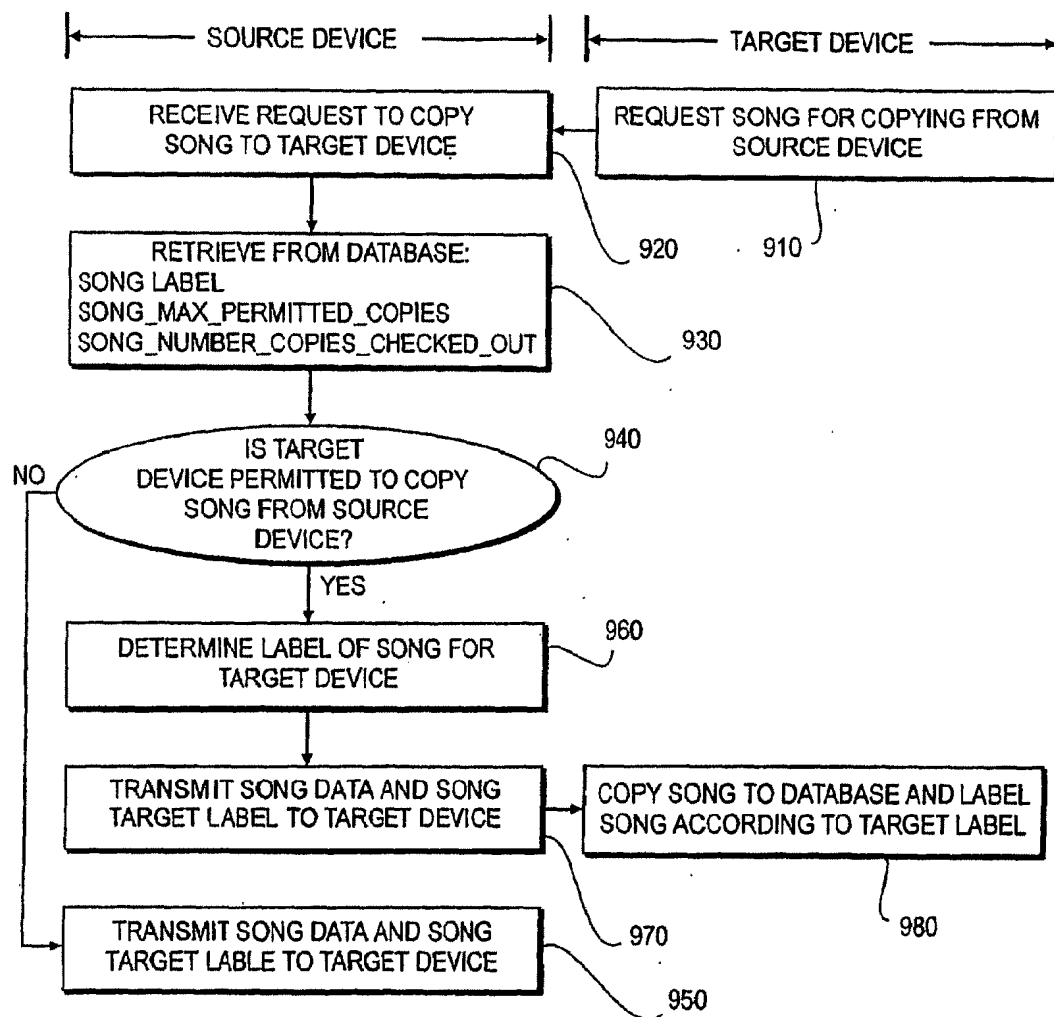 SOURCE DEVICE
TARGET DEVICE
RECEIVE REQUEST TO COPY
SONG TO TARGET DEVICE
REQUEST SONG FOR COPYING FROM
SOURCE DEVICE
920
910
RETRIEVE FROM DATABASE:
SONG LABEL
SONG_MAX_PERMITTED_COPIES
SONG_NUMBER_COPIES_CHECKED_OUT
930
940
IS TARGET
DEVICE PERMITTED TO COPY
SONG FROM SOURCE
DEVICE?
NO
YES
960
DETERMINE LABEL OF SONG FOR
TARGET DEVICE
TRANSMIT SONG DATA AND SONG
TARGET LABEL TO TARGET DEVICE
COPY SONG TO DATABASE AND LABEL
SONG ACCORDING TO TARGET LABEL
970
980
TRANSMIT SONG DATA AND SONG
TARGET LABLE TO TARGET DEVICE
950